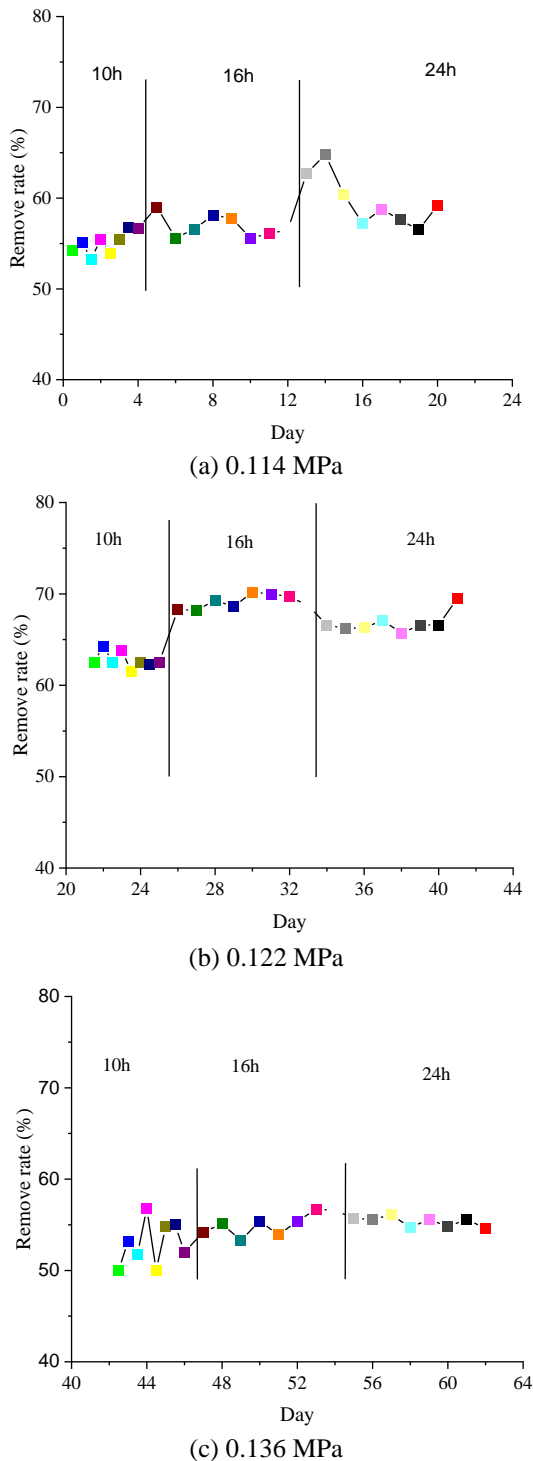 80
10h
16h
24h
70
60
50
40
Remove rate (%)
0 4 8 12 16 20 24
Day
(a) 0.114 MPa
80
10h
16h
24h
70
60
50
40
Remove rate (%)
20 24 28 32 36 40 44
Day
(b) 0.122 MPa
80
10h
16h
24h
70
60
50
40
Remove rate (%)
40 44 48 52 56 60 64
Day
(c) 0.136 MPa